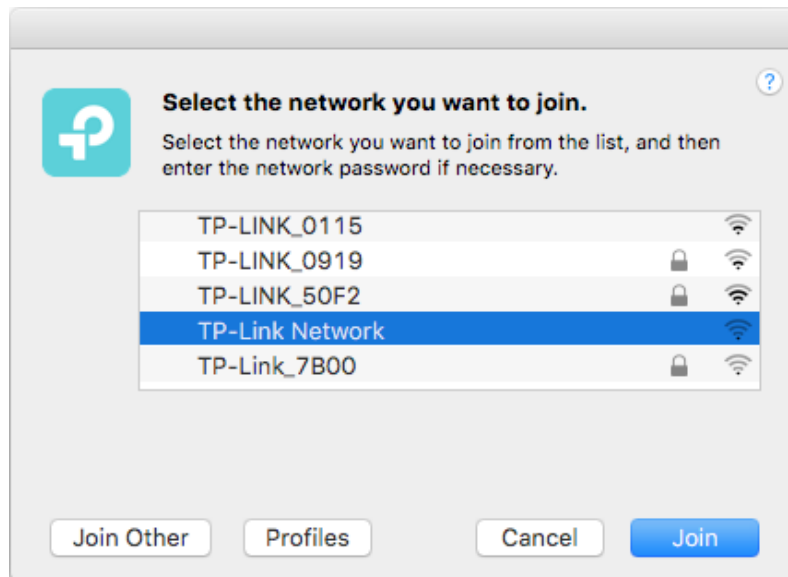 ?
Select the network you want to join.
Select the network you want to join from the list, and then
enter the network password if necessary.
TP-LINK_0115
TP-LINK_0919
TP-LINK_50F2
TP-Link Network
TP-Link_7B00
Join Other Profiles Cancel Join